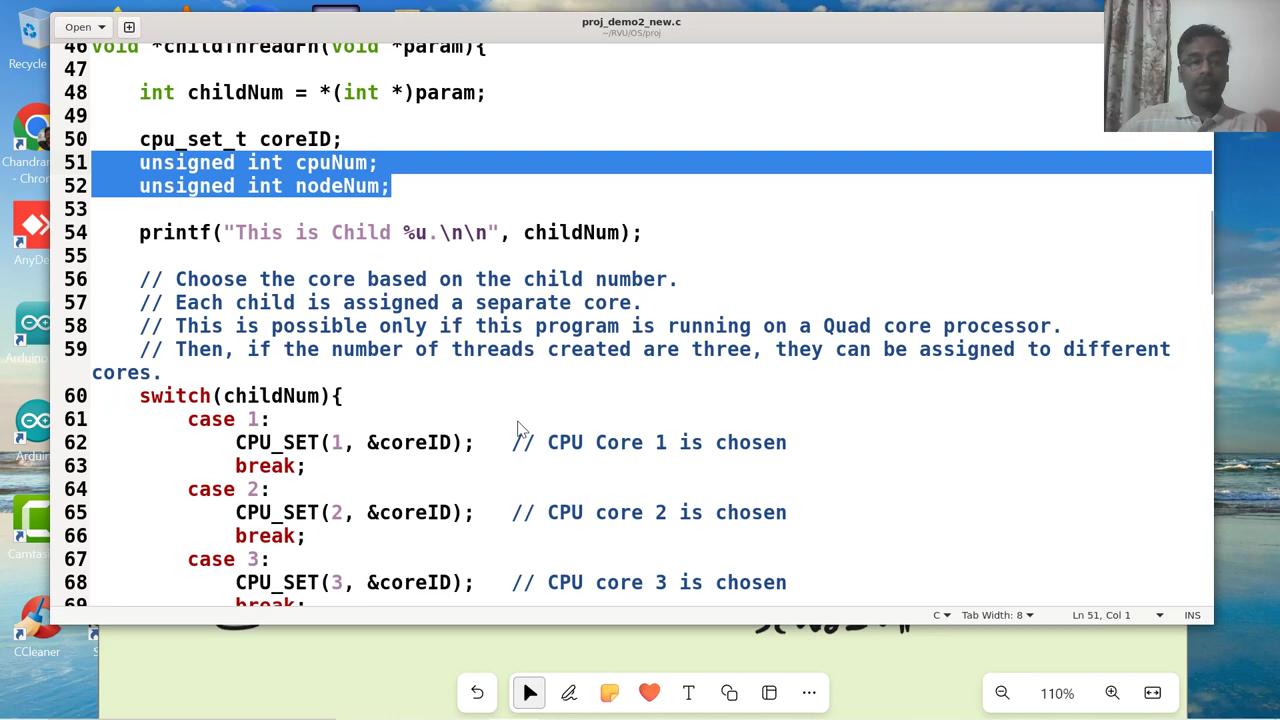 Open
proj_demo2_new.c
~/RVU/OS/proj
46 void *childThreadFn(void *param){
47
48 int childNum = *(int *)param;
49
50 cpu_set_t coreID;
51 unsigned int cpuNum;
52 unsigned int nodeNum;
53
54 printf("This is Child %u.\n\n", childNum);
55
56 // Choose the core based on the child number.
57 // Each child is assigned a separate core.
58 // This is possible only if this program is running on a Quad core processor.
59 // Then, if the number of threads created are three, they can be assigned to different
cores.
60 switch(childNum){
61 case 1:
62 CPU_SET(1, &coreID); // CPU Core 1 is chosen
63 break;
64 case 2:
65 CPU_SET(2, &coreID); // CPU core 2 is chosen
66 break;
67 case 3:
68 CPU_SET(3, &coreID); // CPU core 3 is chosen
69 break;
C Tab Width: 8 Ln 51, Col 1 INS
Recycle
Chandran
- Chrom
AnyDe
Arduino
Arduin
Camtas
CCleaner
T
110%